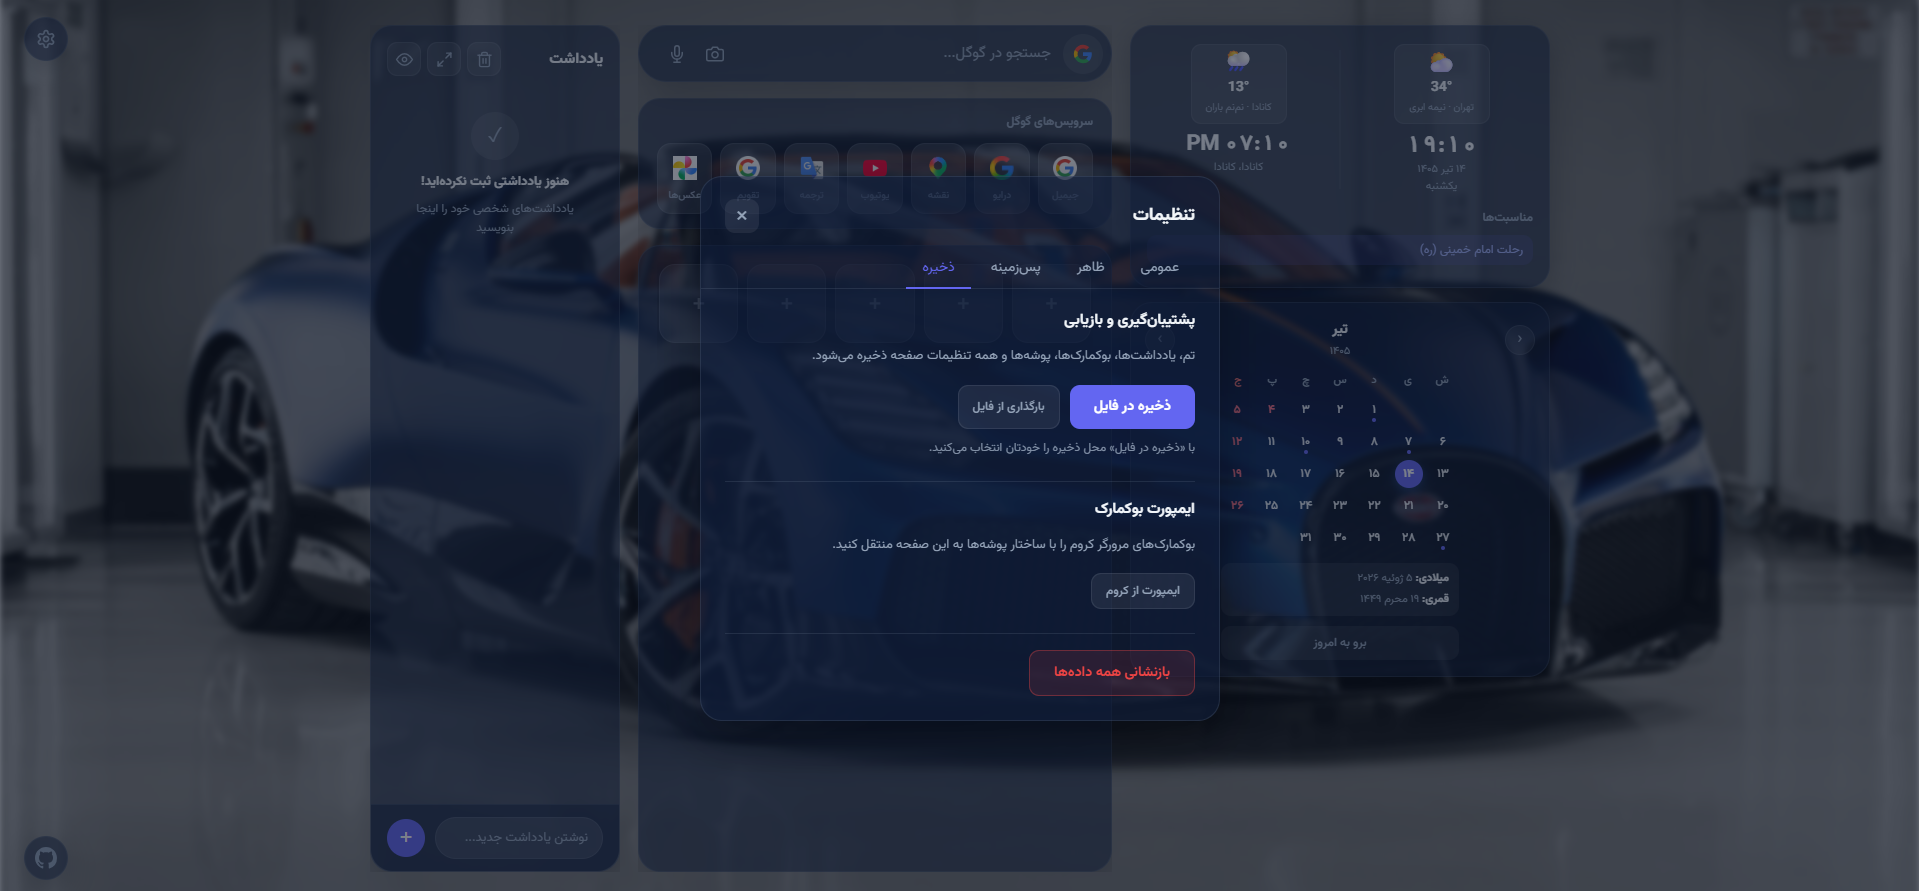 34°
تهران · نیمه ابری
۱۹:۱۰
۱۴ تیر ۱۴۰۵
یکشنبه
13°
کانادا · نم‌نم باران
۰۷:۱۰ PM
کانادا، کانادا
مناسبت‌ها
رحلت امام خمینی (ره)
تیر
۱۴۰۵
ش ی د س چ پ ج
۱ ۲ ۳ ۴ ۵
۶ ۷ ۸ ۹ ۱۰ ۱۱ ۱۲
۱۳ ۱۴ ۱۵ ۱۶ ۱۷ ۱۸ ۱۹
۲۰ ۲۱ ۲۲ ۲۳ ۲۴ ۲۵ ۲۶
۲۷ ۲۸ ۲۹ ۳۰ ۳۱
میلادی: ۵ ژوئیه ۲۰۲۶
قمری: ۱۹ محرم ۱۴۴۹
برو به امروز
جستجو در گوگل...
سرویس‌های گوگل
جیمیل
درایو
نقشه
یوتیوب
ترجمه
تقویم
عکس‌ها
تنظیمات
عمومی
ظاهر
پس‌زمینه
ذخیره
پشتیبان‌گیری و بازیابی
تم، یادداشت‌ها، بوکمارک‌ها، پوشه‌ها و همه تنظیمات صفحه ذخیره می‌شود.
ذخیره در فایل
بارگذاری از فایل
با «ذخیره در فایل» محل ذخیره را خودتان انتخاب می‌کنید.
ایمپورت بوکمارک
بوکمارک‌های مرورگر کروم را با ساختار پوشه‌ها به این صفحه منتقل کنید.
ایمپورت از کروم
بازنشانی همه داده‌ها
یادداشت
هنوز یادداشتی ثبت نکرده‌اید!
یادداشت‌های شخصی خود را اینجا
بنویسید
نوشتن یادداشت جدید...